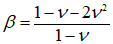 β = (1 − ν − 2ν²) / (1 − ν)